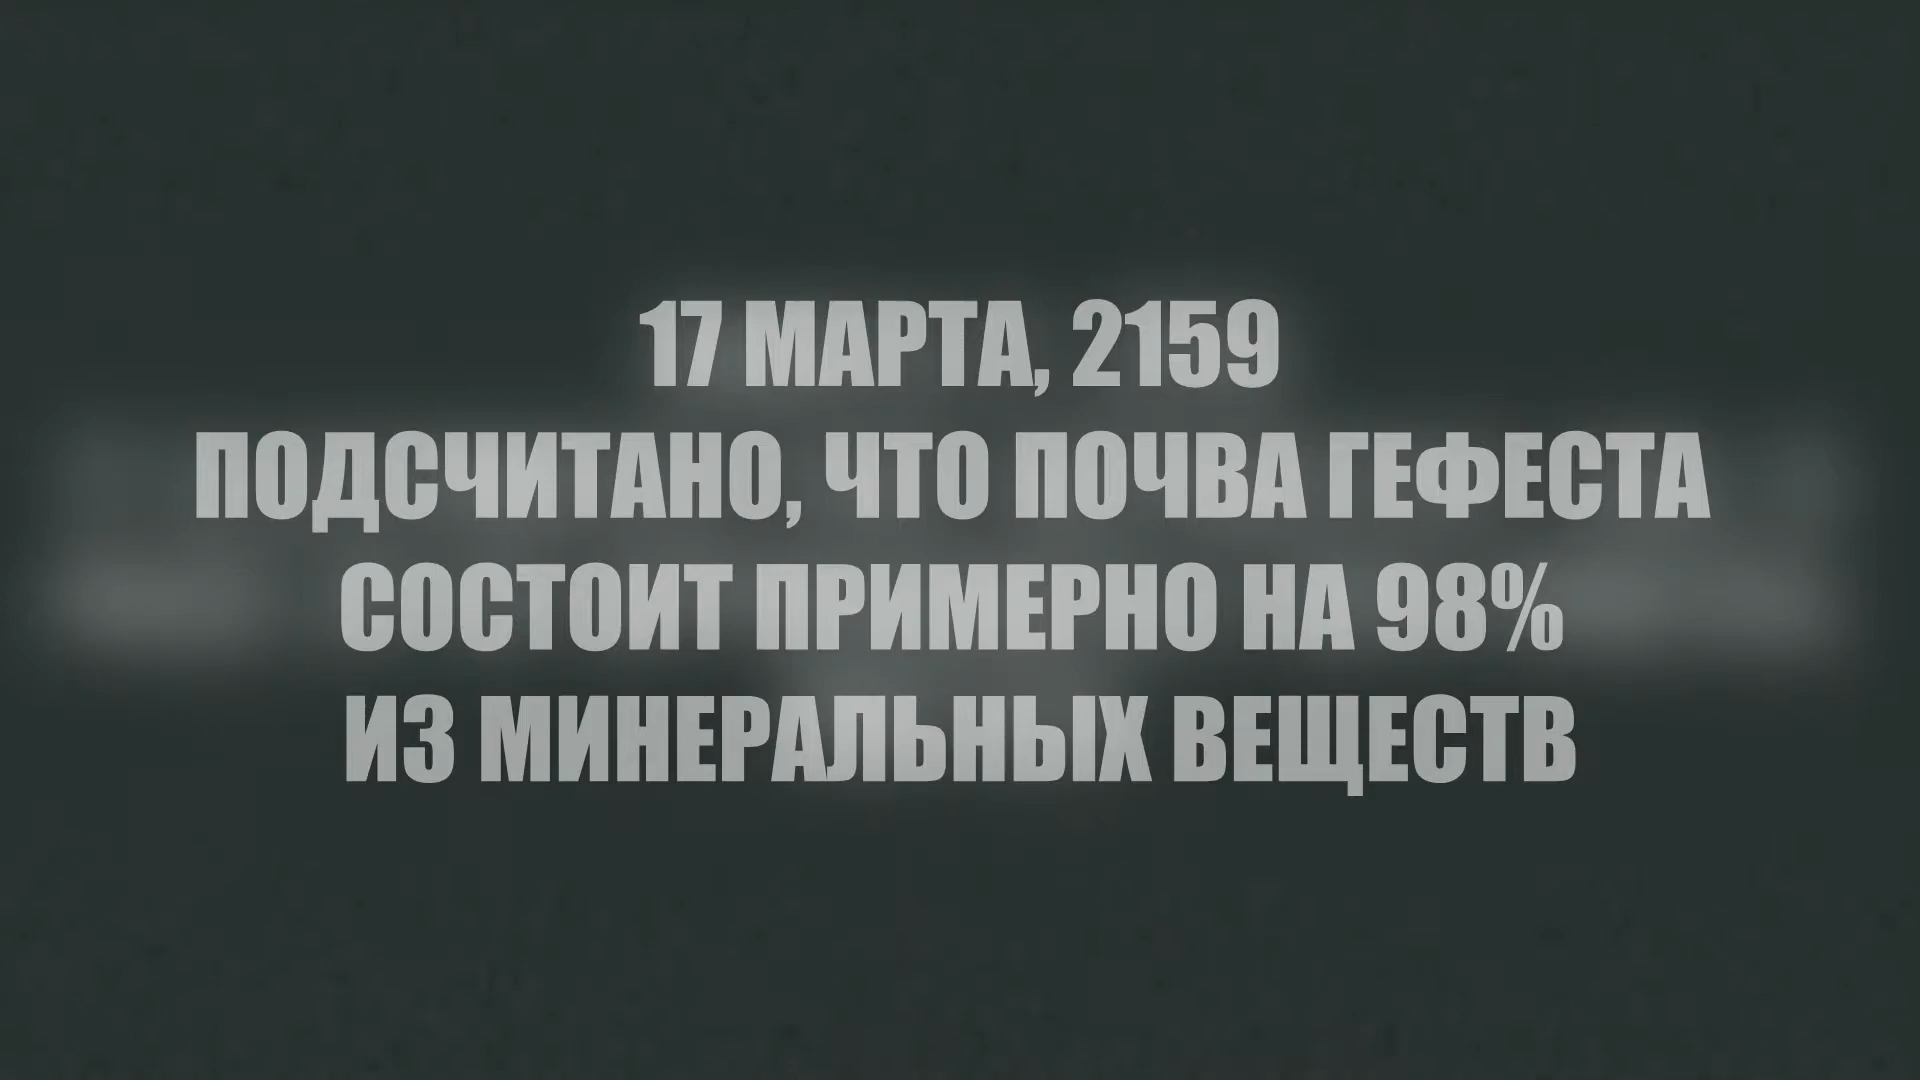 17 МАРТА, 2159
ПОДСЧИТАНО, ЧТО ПОЧВА ГЕФЕСТА
СОСТОИТ ПРИМЕРНО НА 98%
ИЗ МИНЕРАЛЬНЫХ ВЕЩЕСТВ